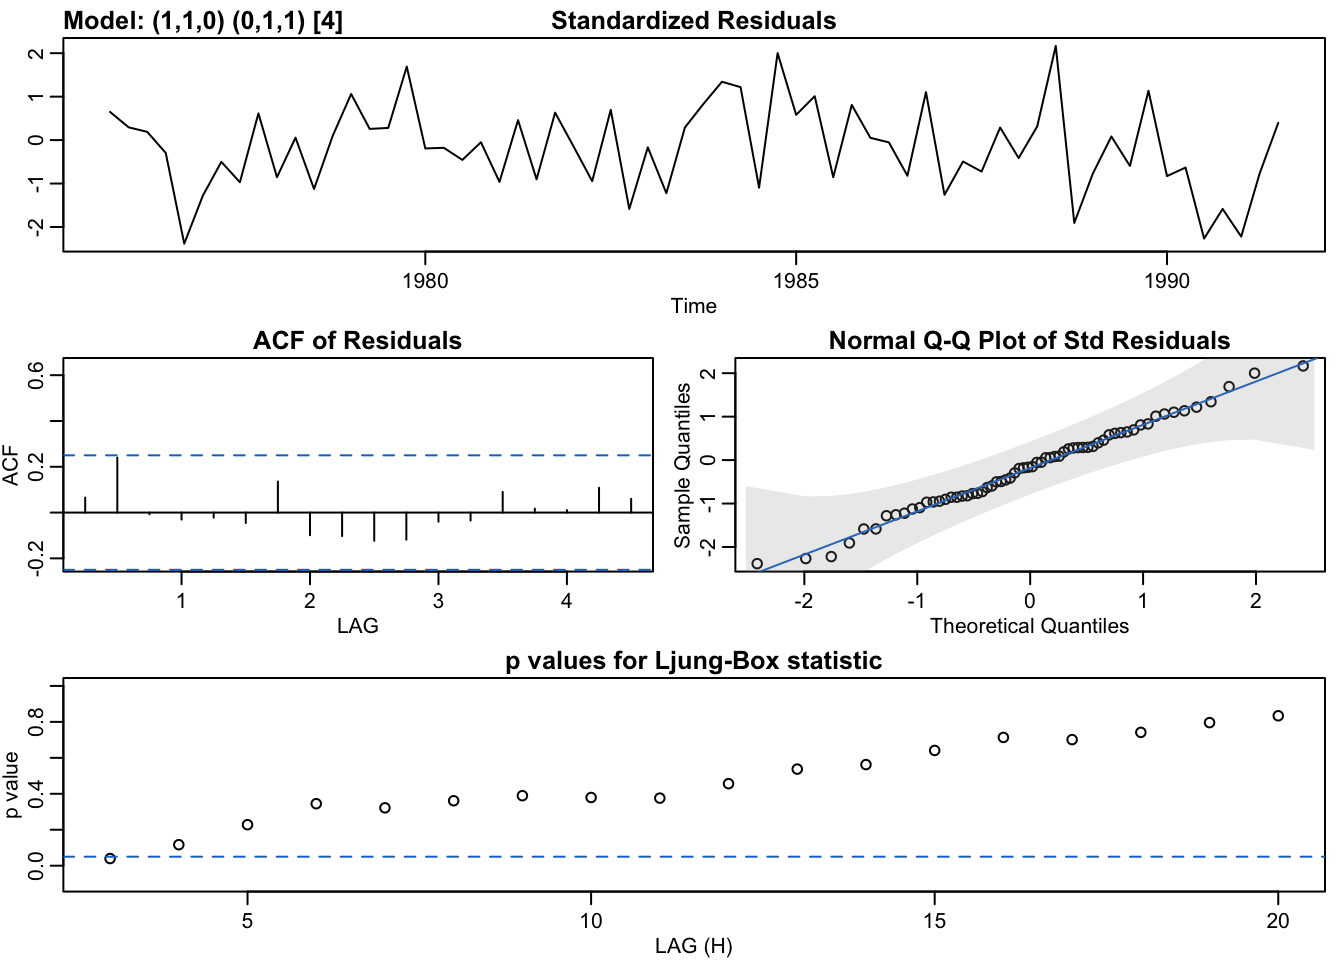 Model: (1,1,0) (0,1,1) [4]
Standardized Residuals
2
1
0
-1
-2
1980
1985
1990
Time
ACF of Residuals
ACF
0.6
0.2
-0.2
1
2
3
4
LAG
Normal Q-Q Plot of Std Residuals
Sample Quantiles
2
1
0
-1
-2
-2
-1
0
1
2
Theoretical Quantiles
p values for Ljung-Box statistic
p value
0.8
0.4
0.0
5
10
15
20
LAG (H)